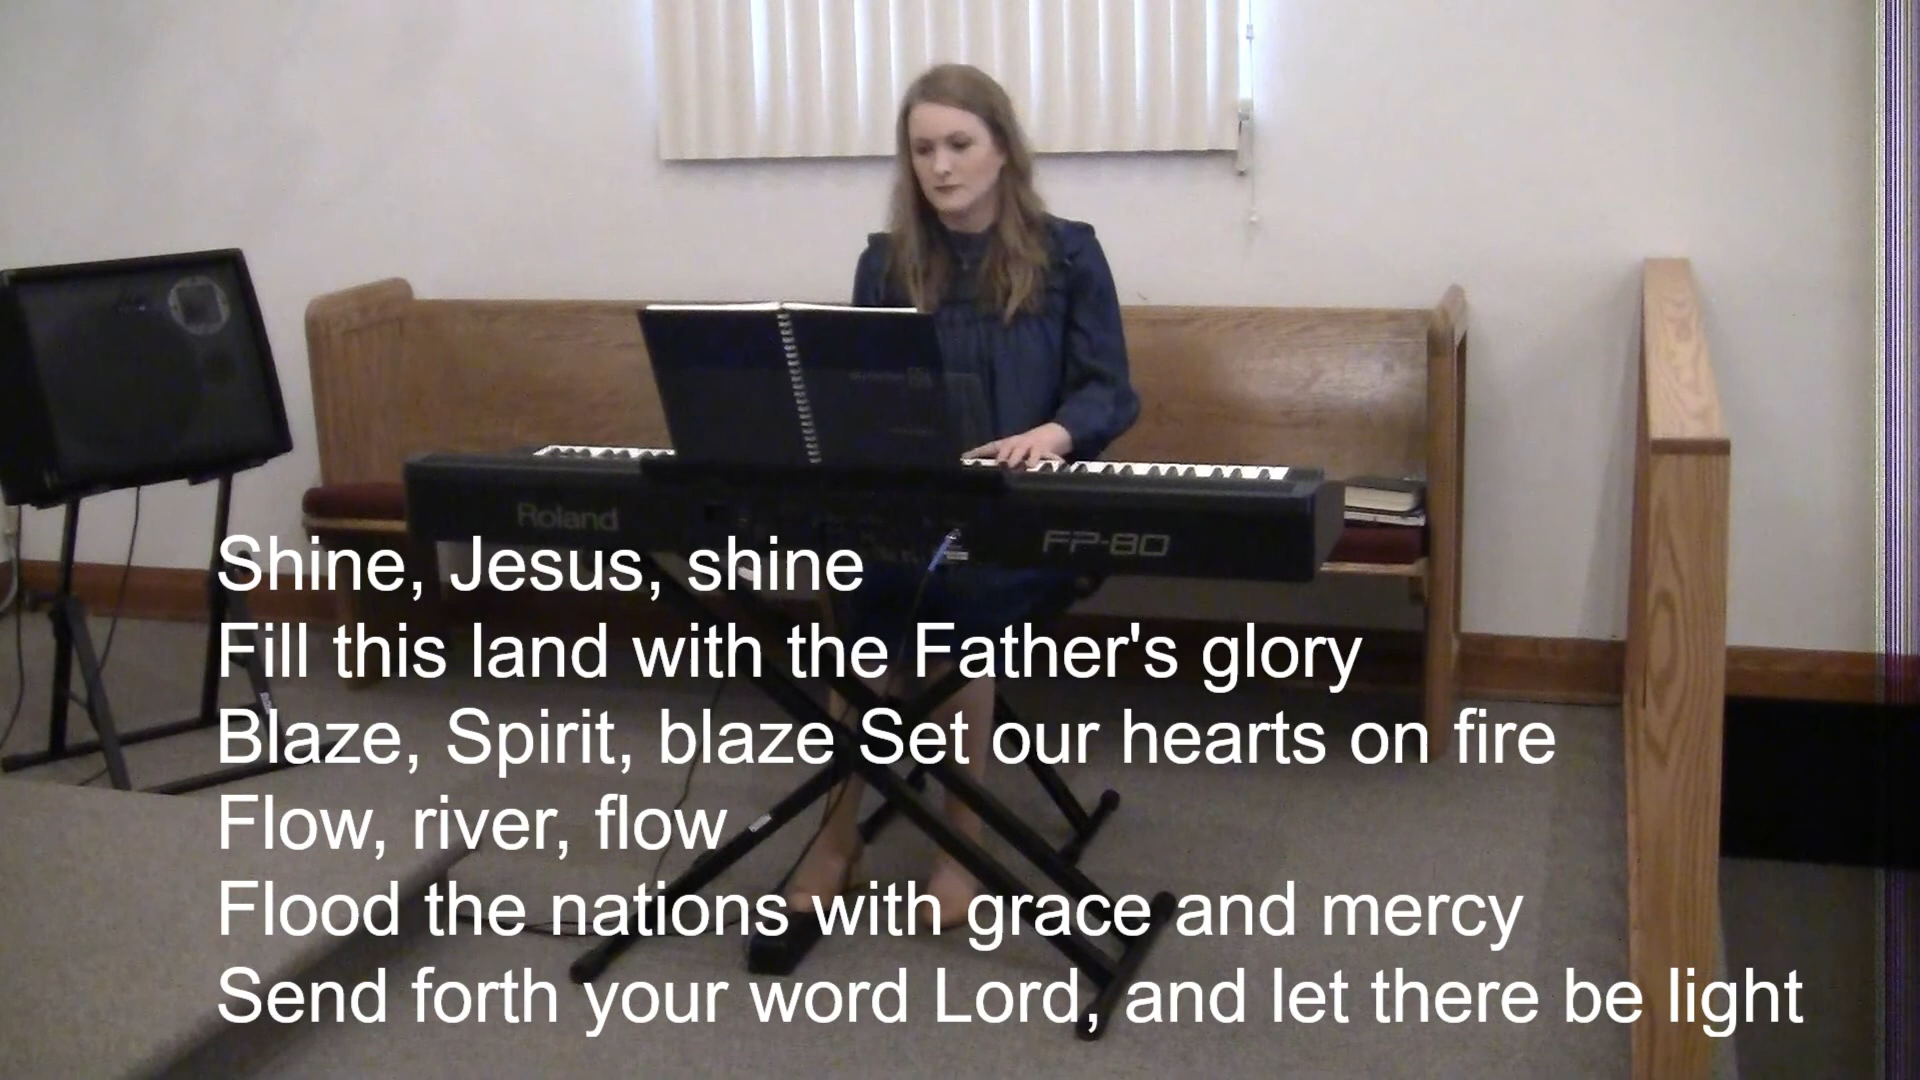 Roland
FP-80
Shine, Jesus, shine
Fill this land with the Father's glory
Blaze, Spirit, blaze Set our hearts on fire
Flow, river, flow
Flood the nations with grace and mercy
Send forth your word Lord, and let there be light